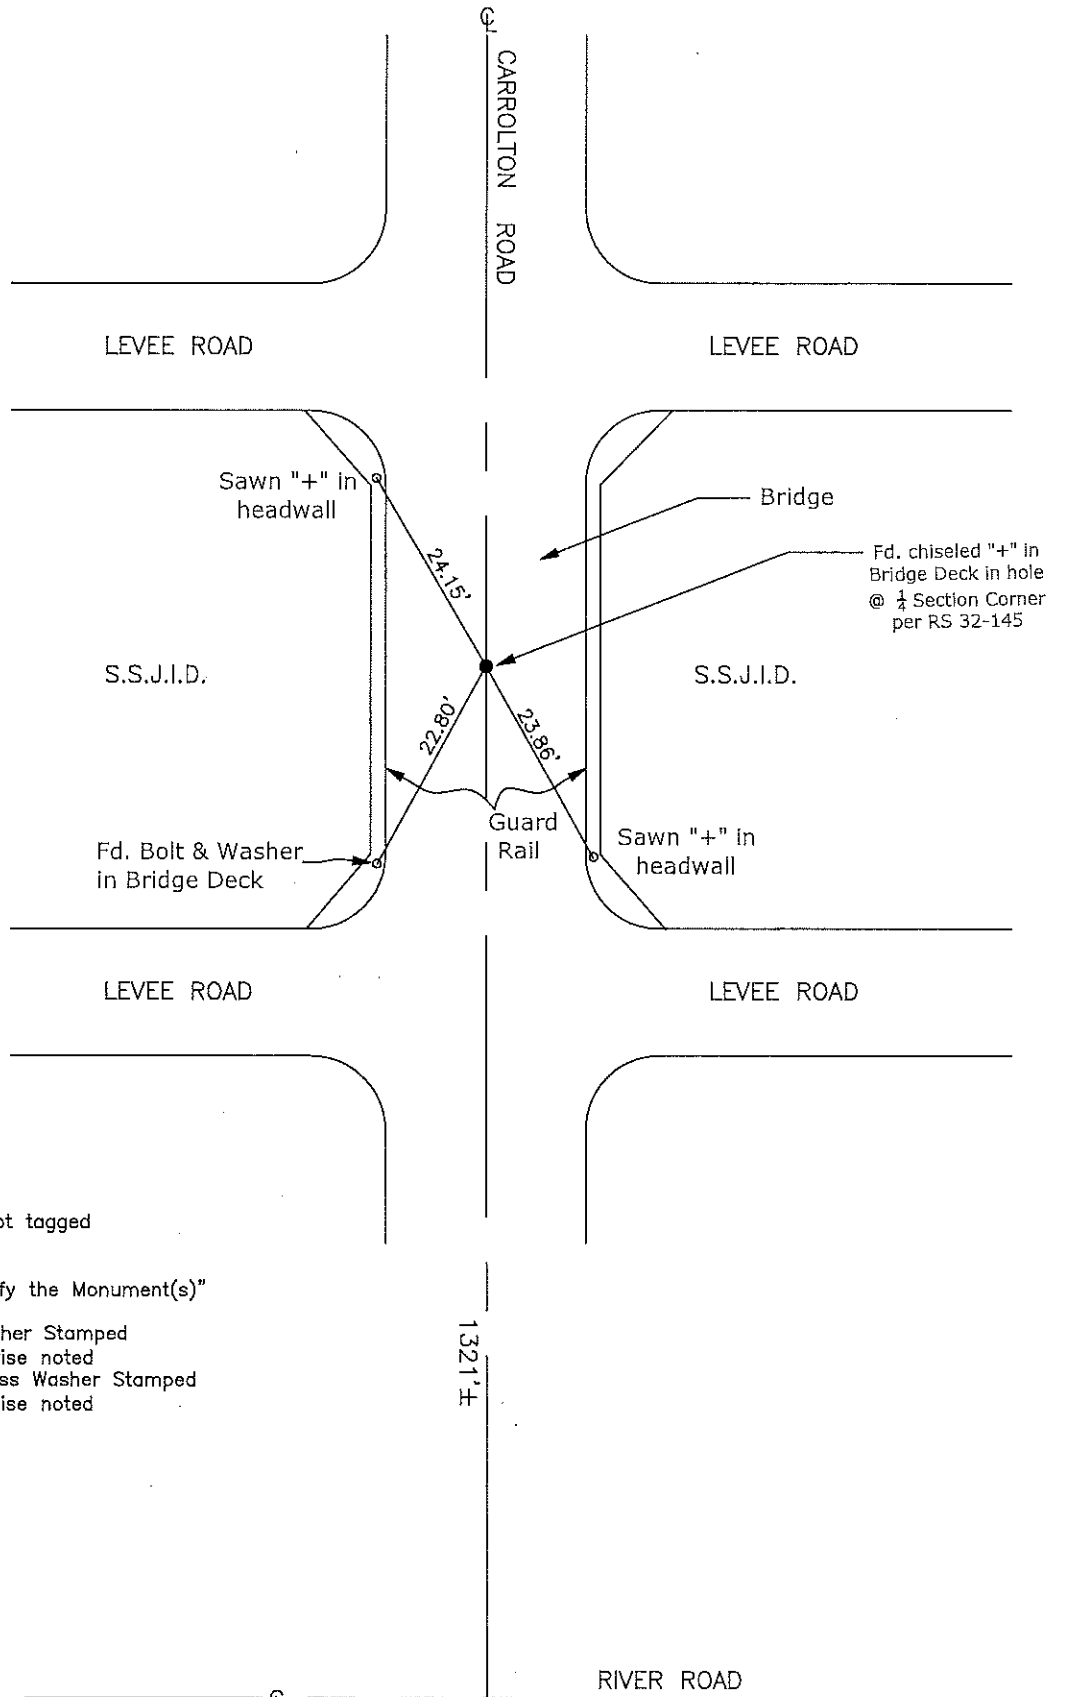 ℄ CARROLTON ROAD
LEVEE ROAD
LEVEE ROAD
Sawn "+" in
headwall
Bridge
24.15'
Fd. chiseled "+" in
Bridge Deck in hole
@ ¼ Section Corner
per RS 32-145
S.S.J.I.D.
S.S.J.I.D.
22.80'
23.86'
Guard
Rail
Sawn "+" in
headwall
Fd. Bolt & Washer
in Bridge Deck
LEVEE ROAD
LEVEE ROAD
ot tagged
fy the Monument(s)"
her Stamped
ise noted
ss Washer Stamped
ise noted
1321'±
RIVER ROAD